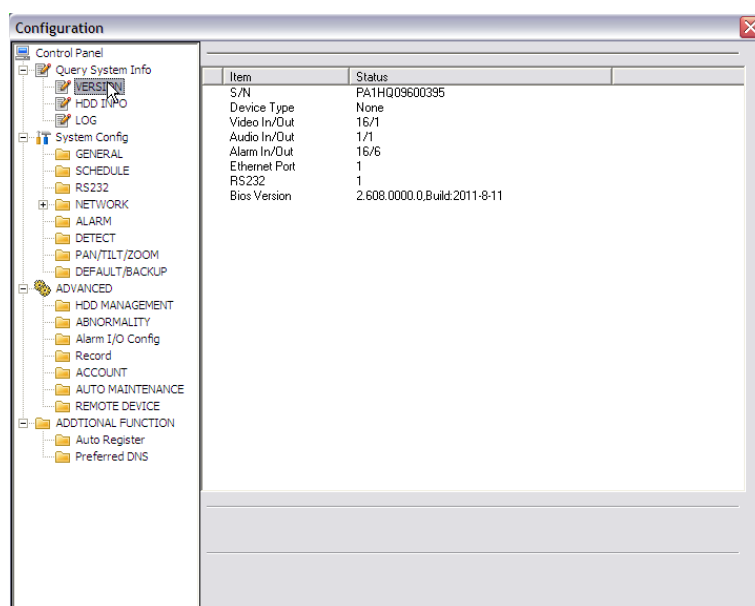 Configuration
Control Panel
Query System Info
VERSION
HDD INFO
LOG
System Config
GENERAL
SCHEDULE
RS232
NETWORK
ALARM
DETECT
PAN/TILT/ZOOM
DEFAULT/BACKUP
ADVANCED
HDD MANAGEMENT
ABNORMALITY
Alarm I/O Config
Record
ACCOUNT
AUTO MAINTENANCE
REMOTE DEVICE
ADDTIONAL FUNCTION
Auto Register
Preferred DNS
Item Status
S/N PA1HQ09600395
Device Type None
Video In/Out 16/1
Audio In/Out 1/1
Alarm In/Out 16/6
Ethernet Port 1
RS232 1
Bios Version 2.608.0000.0,Build:2011-8-11